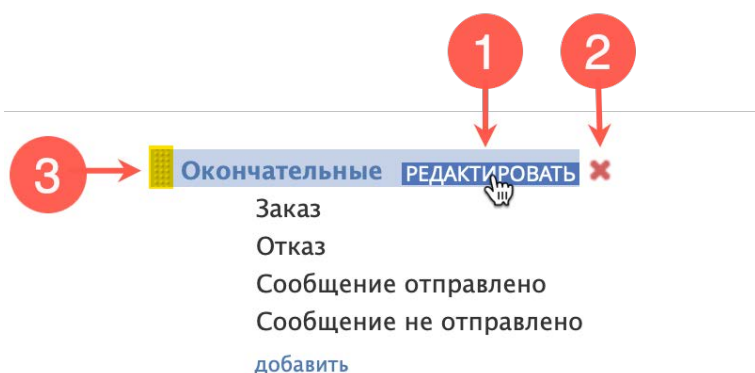 1 2
3 Окончательные РЕДАКТИРОВАТЬ
Заказ
Отказ
Сообщение отправлено
Сообщение не отправлено
добавить